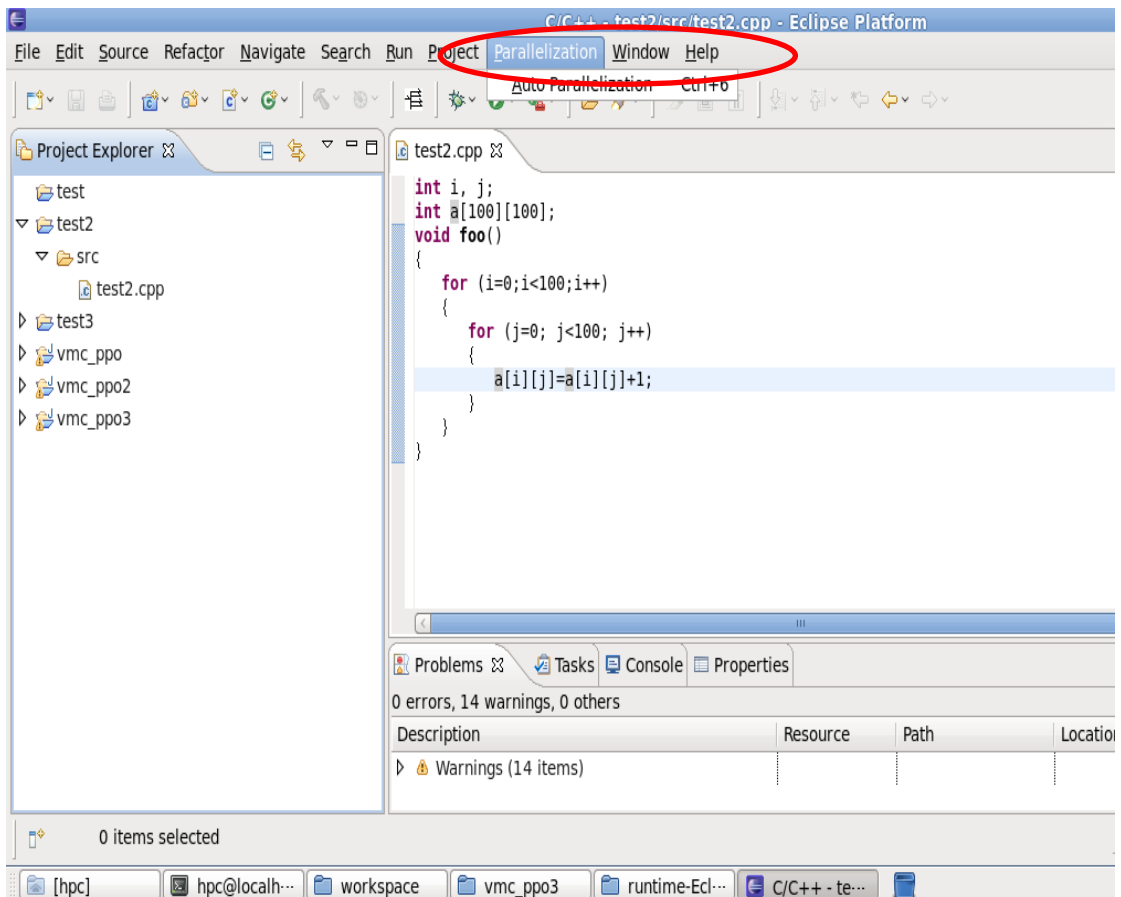 C/C++ - test2/src/test2.cpp - Eclipse Platform
File Edit Source Refactor Navigate Search Run Project Parallelization Window Help
Auto Parallelization Ctrl+6
Project Explorer
test
test2
src
test2.cpp
test3
vmc_ppo
vmc_ppo2
vmc_ppo3
test2.cpp
int i, j;
int a[100][100];
void foo()
{
for (i=0;i<100;i++)
{
for (j=0; j<100; j++)
{
a[i][j]=a[i][j]+1;
}
}
}
Problems Tasks Console Properties
0 errors, 14 warnings, 0 others
Description Resource Path Location
Warnings (14 items)
0 items selected
[hpc] hpc@localh··· workspace vmc_ppo3 runtime-Ecl··· C/C++ - te···